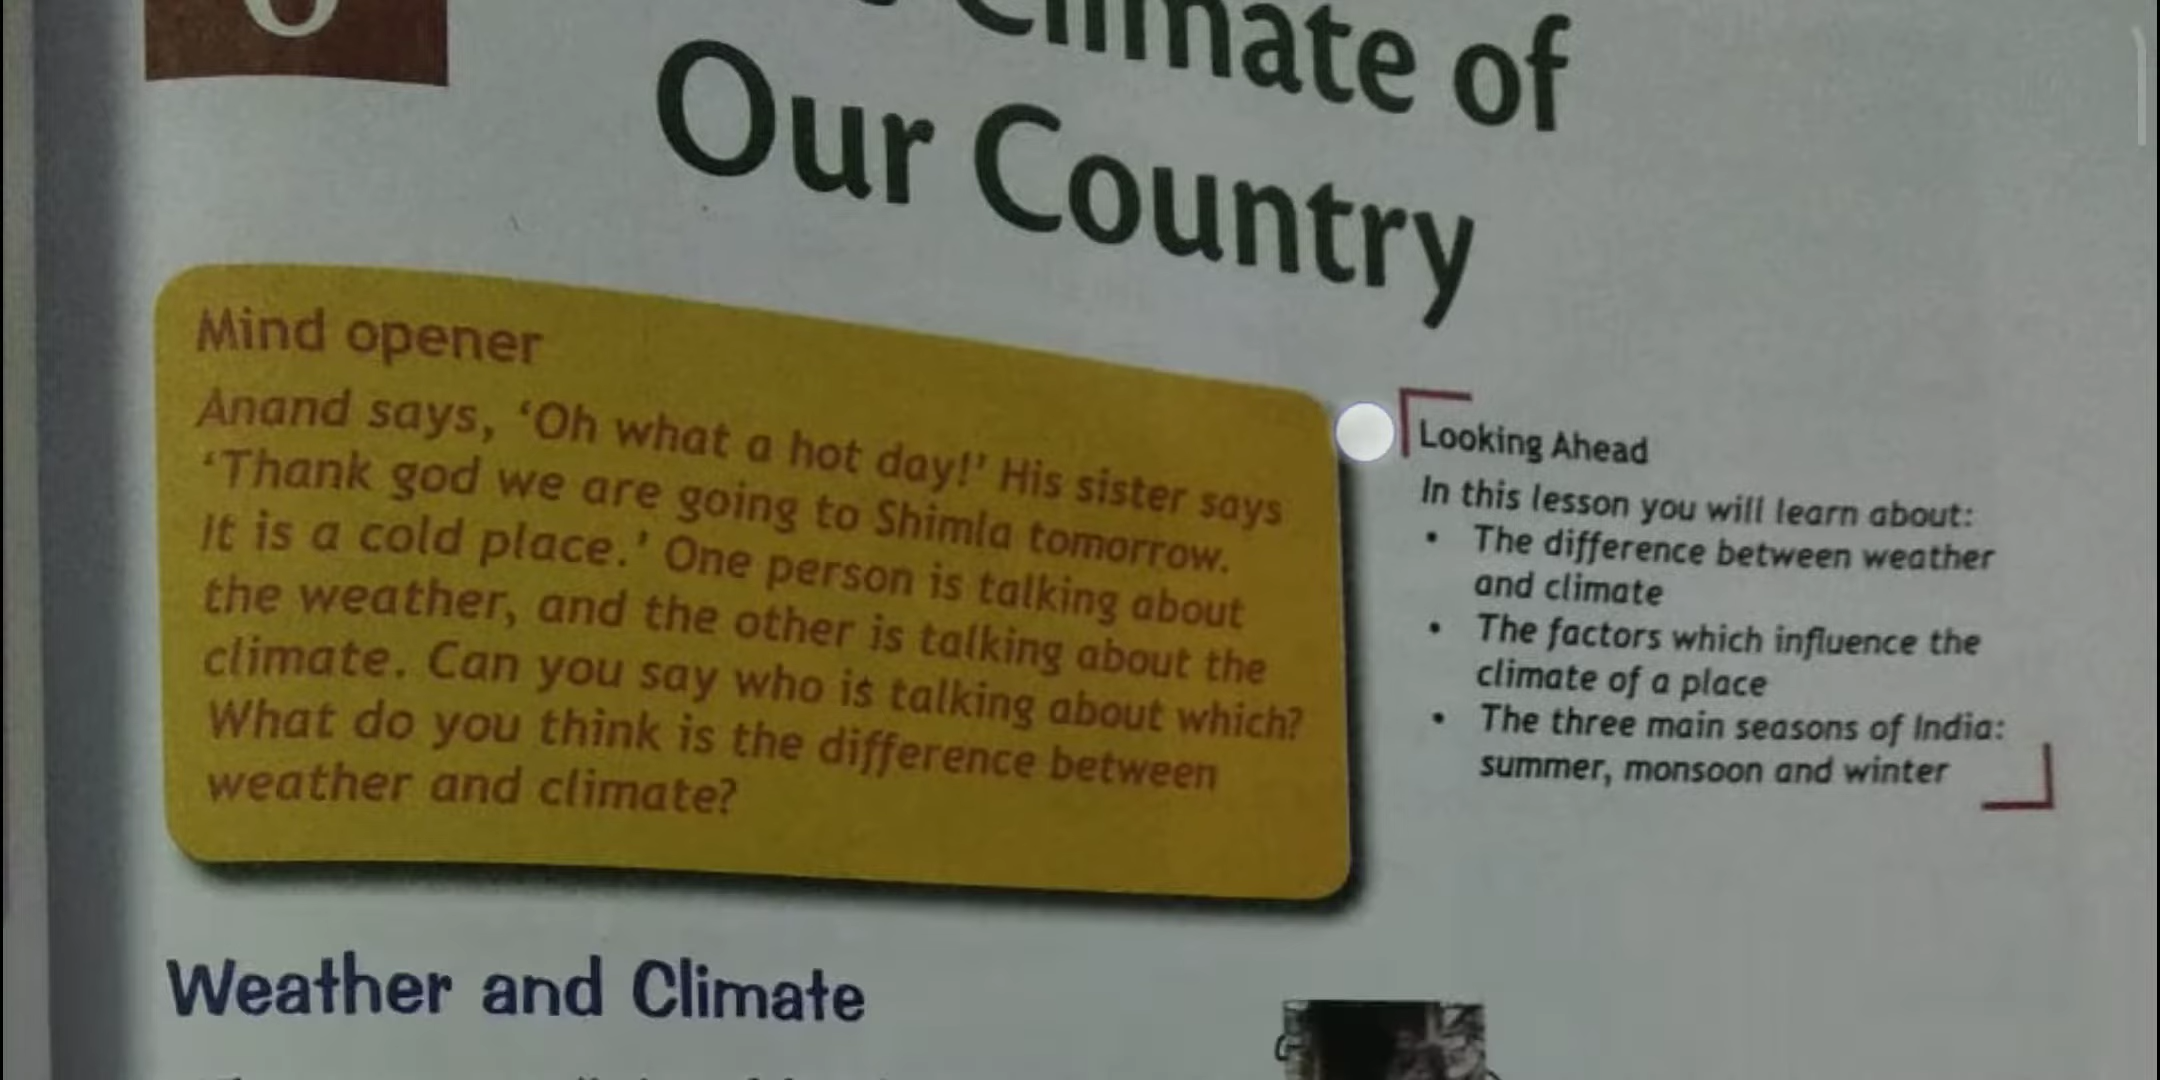 Climate of
Our Country
Mind opener
Anand says, ‘Oh what a hot day!’ His sister says
‘Thank god we are going to Shimla tomorrow.
It is a cold place.’ One person is talking about
the weather, and the other is talking about the
climate. Can you say who is talking about which?
What do you think is the difference between
weather and climate?
Looking Ahead
In this lesson you will learn about:
• The difference between weather
and climate
• The factors which influence the
climate of a place
• The three main seasons of India:
summer, monsoon and winter
Weather and Climate